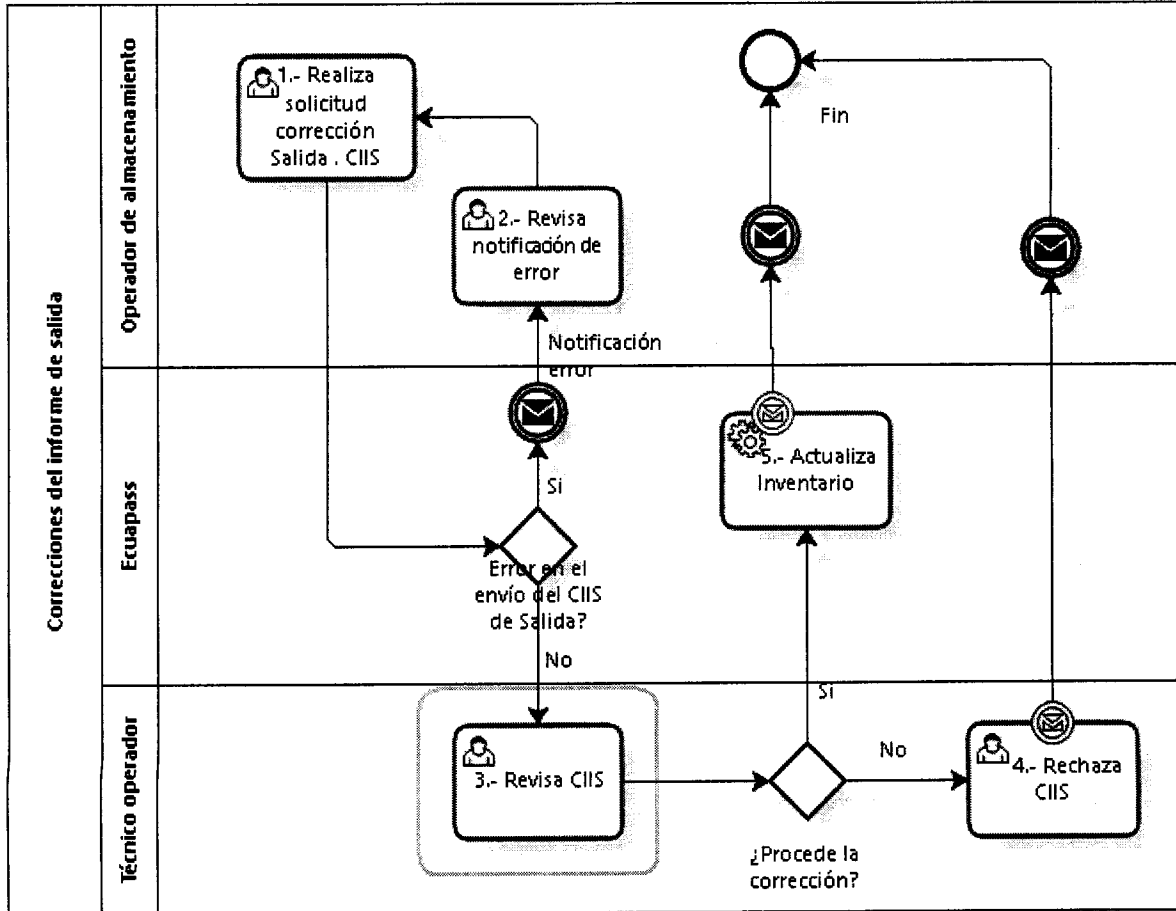 Correcciones del informe de salida
Operador de almacenamiento
1.- Realiza
solicitud
corrección
Salida . CIIS
2.- Revisa
notificación de
error
Notificación
error
Fin
Ecuapass
Si
Error en el
envío del CIIS
de Salida?
No
5.- Actualiza
Inventario
Técnico operador
3.- Revisa CIIS
Si
¿Procede la
corrección?
No
4.- Rechaza
CIIS